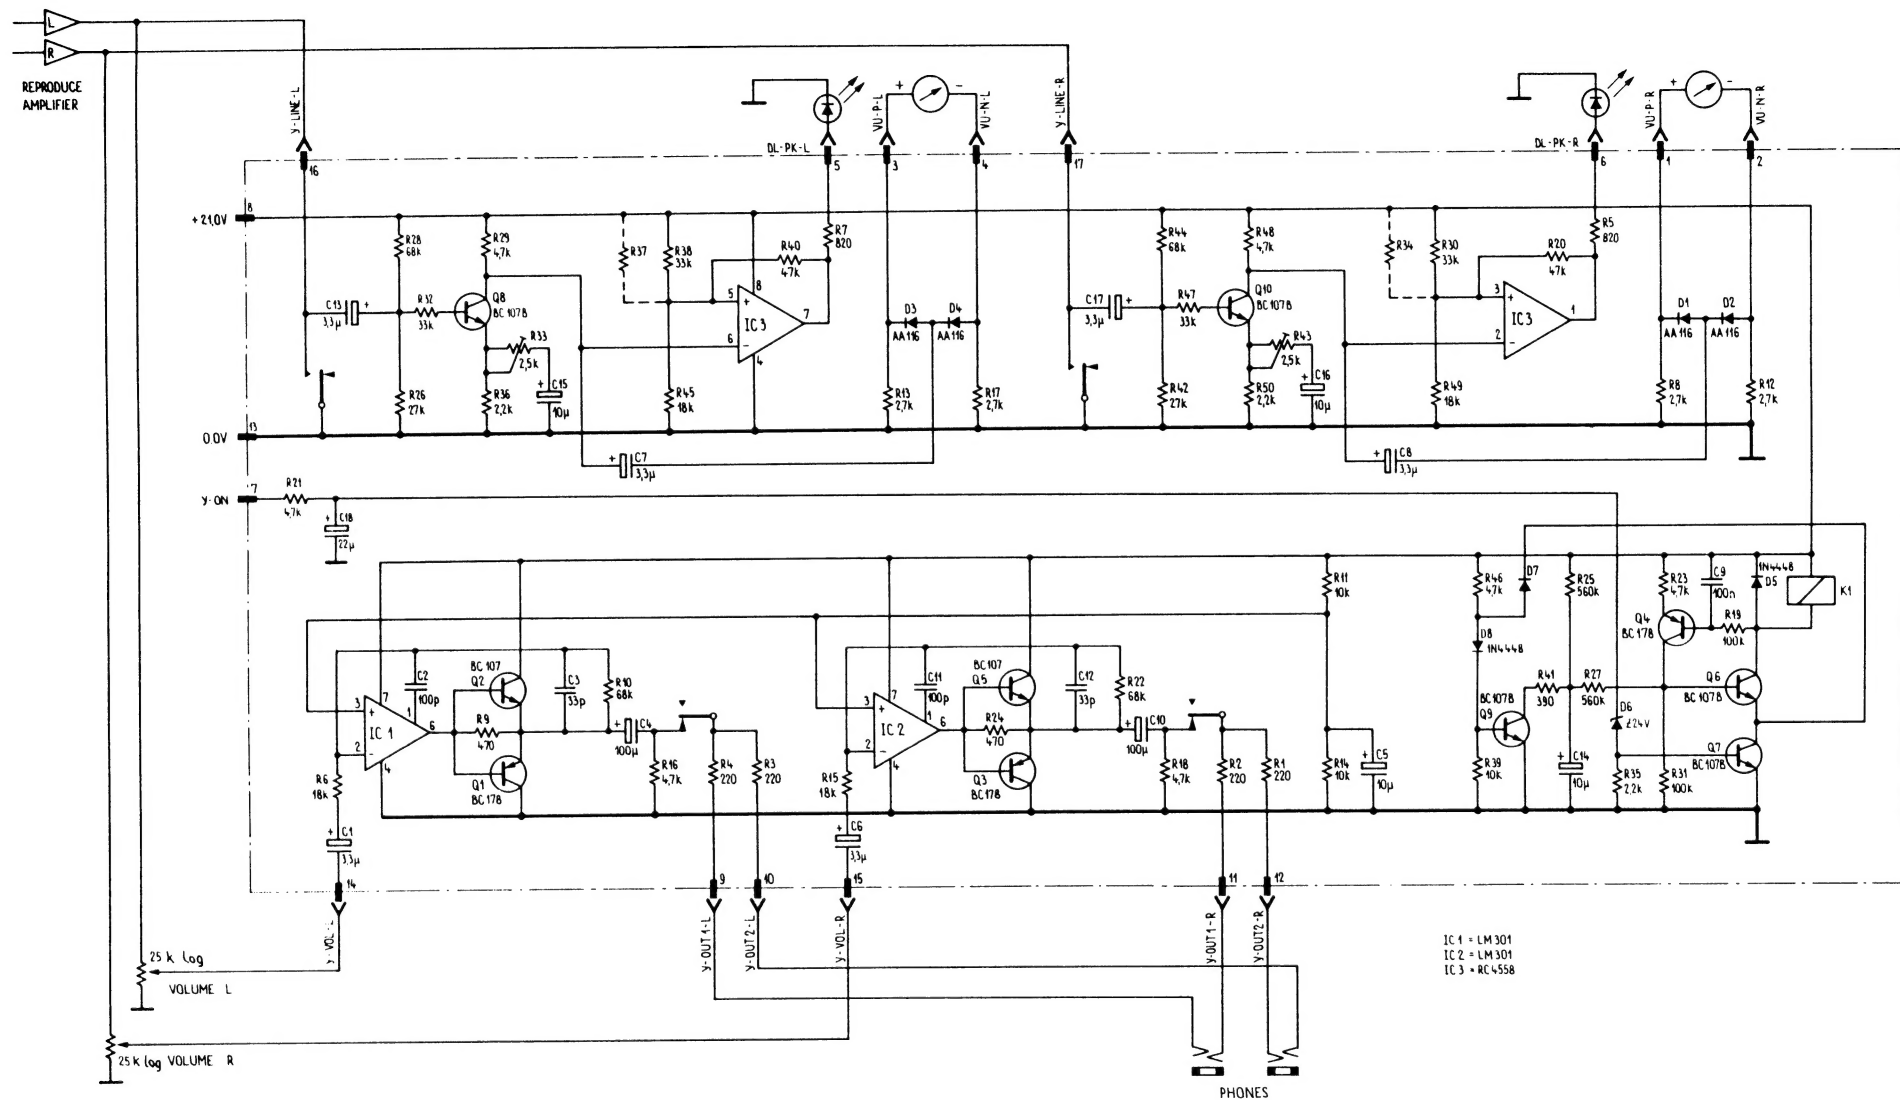 L
R
REPRODUCE
AMPLIFIER
Y-LINE-L
16
DL-PK-L
5
VU-P-L
3
+
-
VU-N-L
4
Y-LINE-R
17
DL-PK-R
6
VU-P-R
1
+
-
VU-N-R
2
+21,0V
8
R28
68k
R29
4,7k
R37
R38
33k
R40
47k
R7
820
C13
+
3,3µ
R32
33k
Q8
BC107B
5
+
8
IC3
7
6
-
4
D3
AA116
D4
AA116
R33
2,5k
R26
27k
R36
2,2k
+
C15
10µ
R45
18k
R13
2,7k
R17
2,7k
+
C7
3,3µ
R44
68k
R48
4,7k
R34
R30
33k
R20
47k
R5
820
C17
+
3,3µ
R47
33k
Q10
BC107B
3
+
IC3
1
2
-
D1
AA116
D2
AA116
R43
2,5k
R42
27k
R50
2,2k
+
C16
10µ
R49
18k
R8
2,7k
R12
2,7k
+
C8
3,3µ
0.0V
13
Y-ON
7
R21
4,7k
+
C18
22µ
C2
100p
BC107
Q2
C3
33p
R10
68k
3
+
7
1
IC1
6
2
-
4
R9
470
Q1
BC178
+
C4
100µ
R16
4,7k
R4
220
R3
220
R6
18k
+
C1
3,3µ
C11
100p
BC107
Q5
C12
33p
R22
68k
3
+
7
1
IC2
6
2
-
4
R24
470
Q3
BC178
+
C10
100µ
R18
4,7k
R2
220
R1
220
R15
18k
+
C6
3,3µ
R11
10k
R14
10k
+
C5
10µ
R46
4,7k
D7
R25
560k
R23
4,7k
C9
100n
1N4448
D5
K1
D8
1N4448
Q4
BC178
R19
100k
BC107B
Q9
R41
390
R27
560k
Q6
BC107B
D6
Z24V
R39
10k
+
C14
10µ
R35
2,2k
R31
100k
Q7
BC107B
14
9
10
15
11
12
Y-VOL-L
Y-OUT1-L
Y-OUT2-L
Y-VOL-R
Y-OUT1-R
Y-OUT2-R
25 k log
VOLUME L
25 k log VOLUME R
IC1 = LM301
IC2 = LM301
IC3 = RC4558
PHONES